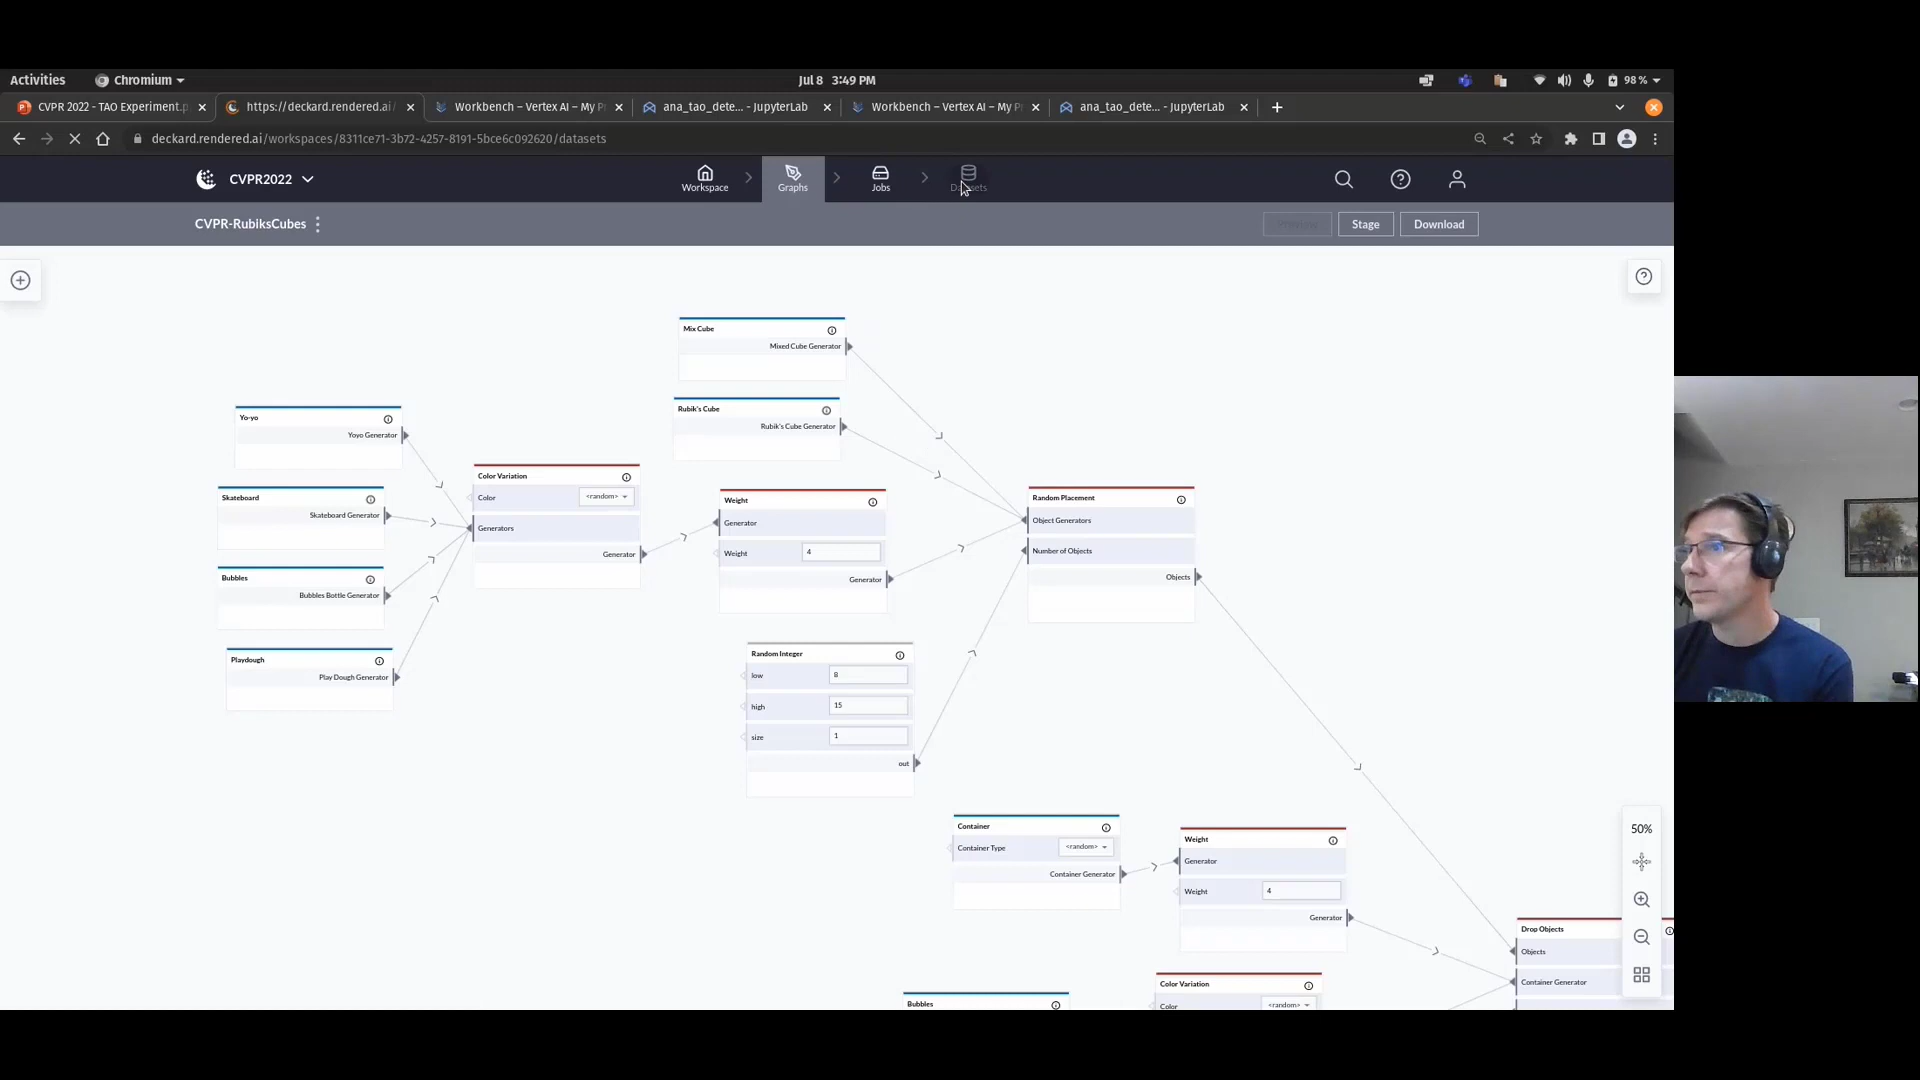 Activities
Chromium
Jul 8 3:49 PM
98 %
CVPR 2022 - TAO Experiment.p
https://deckard.rendered.ai/
Workbench – Vertex AI – My P
ana_tao_dete... - JupyterLab
Workbench – Vertex AI – My P
ana_tao_dete... - JupyterLab
deckard.rendered.ai/workspaces/8311ce71-3b72-4257-8191-5bce6c092620/datasets
CVPR2022
Workspace
Graphs
Jobs
Datasets
CVPR-RubiksCubes
Preview
Stage
Download
Mix Cube
Mixed Cube Generator
Rubik's Cube
Rubik's Cube Generator
Yo-yo
Yoyo Generator
Skateboard
Skateboard Generator
Bubbles
Bubbles Bottle Generator
Playdough
Play Dough Generator
Color Variation
Color
<random>
Generators
Generator
Weight
Generator
Weight
4
Generator
Random Placement
Object Generators
Number of Objects
Objects
Random Integer
low
8
high
15
size
1
out
Container
Container Type
<random>
Container Generator
Weight
Generator
Weight
4
Generator
Drop Objects
Objects
Container Generator
Color Variation
Color
<random>
Bubbles
50%